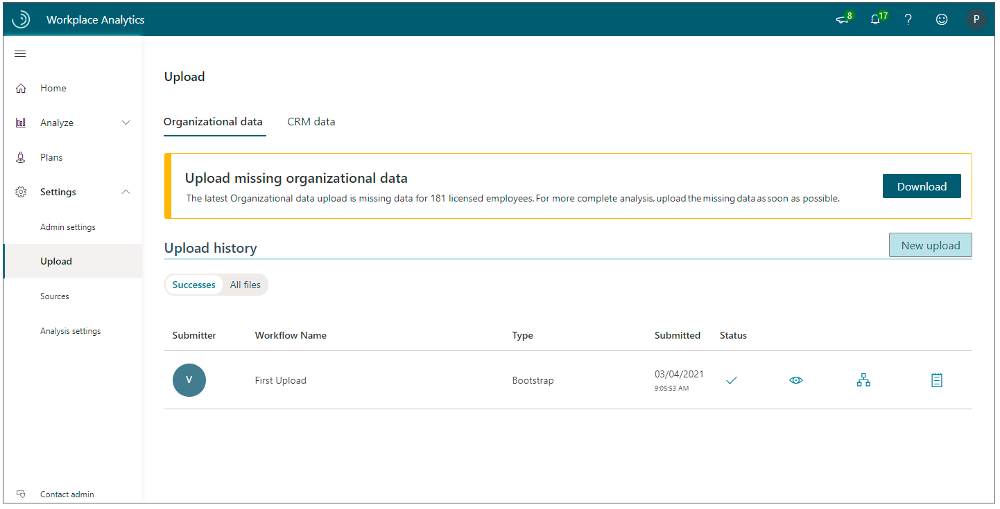 Workplace Analytics
8
17
P
Home
Analyze
Plans
Settings
Admin settings
Upload
Sources
Analysis settings
Contact admin
Upload
Organizational data CRM data
Upload missing organizational data
The latest Organizational data upload is missing data for 181 licensed employees. For more complete analysis, upload the missing data as soon as possible.
Download
Upload history
New upload
Successes All files
Submitter Workflow Name Type Submitted Status
V First Upload Bootstrap 03/04/2021
9:05:53 AM